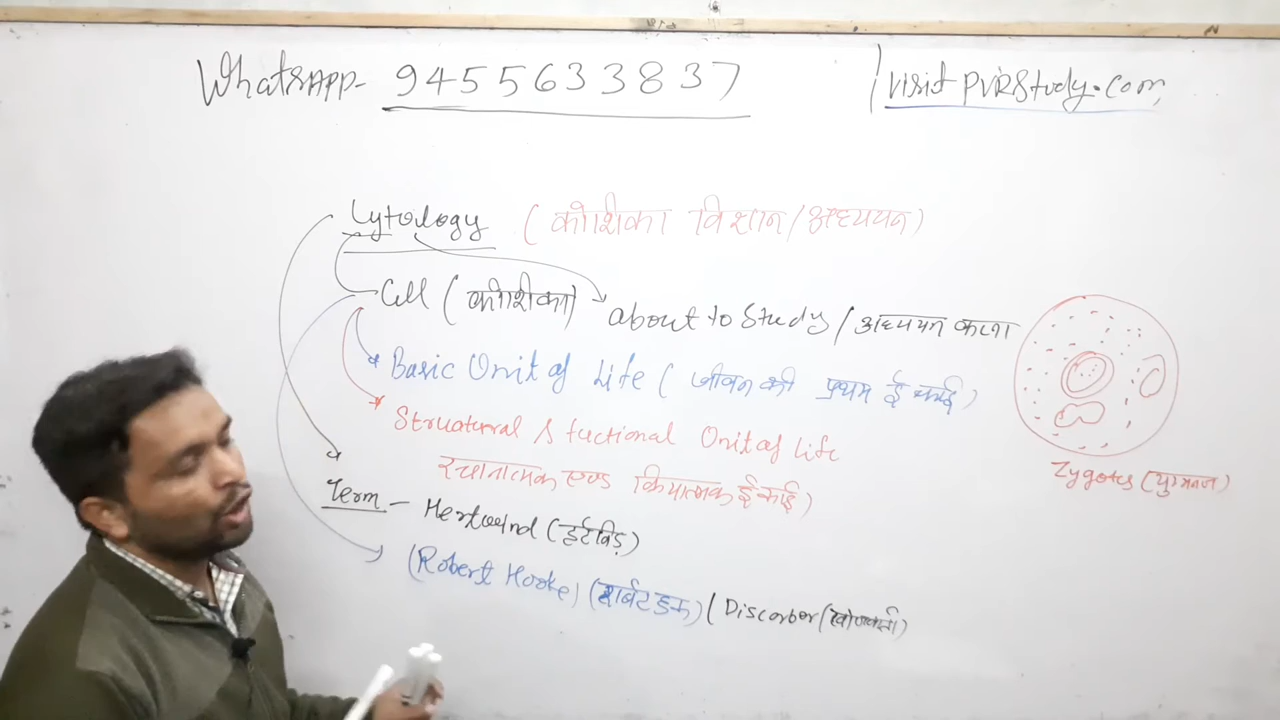 WhatsApp- 9455633837
visit PVRStudy.com
Cytology (कोशिका विज्ञान/अध्ययन)
Cell (कोशिका)
about to Study/अध्ययन करना
Basic Unit of Life (जीवन की प्रथम ईकाई)
Structural & fuctional Unit of Life
रचनात्मक एवं क्रियात्मक ईकाई)
Zygotes (युग्मनज)
Term - Hertwind (हर्टविड़)
(Robert Hooke) (राबर्ट हुक) (Discorber/खोजकर्ता)